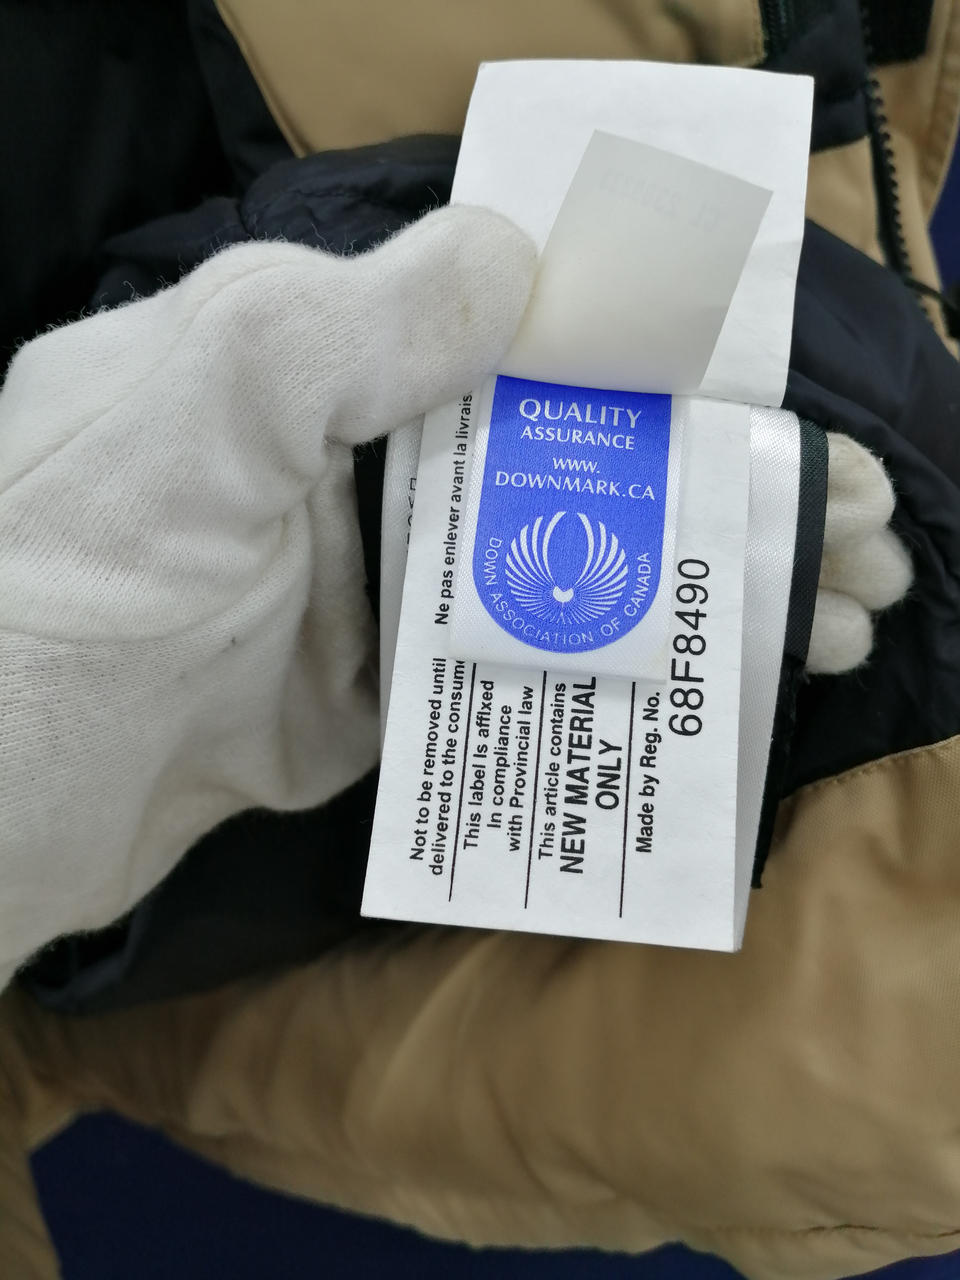 QUALITY
ASSURANCE
www.
DOWNMARK.CA
DOWN ASSOCIATION OF CANADA
Ne pas enlever avant la livrais
Not to be removed until
delivered to the consume
This label Is affixed
In compliance
with Provincial law
This article contains
NEW MATERIAL
ONLY
Made by Reg. No.
68F8490